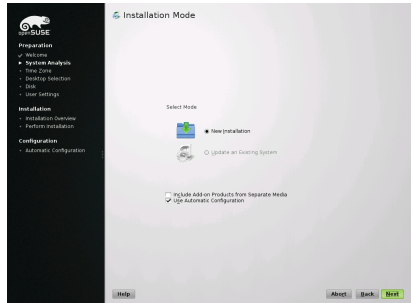 openSUSE
Preparation
Welcome
System Analysis
Time Zone
Desktop Selection
Disk
User Settings
Installation
Installation Overview
Perform Installation
Configuration
Automatic Configuration
Installation Mode
Select Mode
New Installation
Update an Existing System
Include Add-on Products from Separate Media
Use Automatic Configuration
Help
Abort
Back
Next